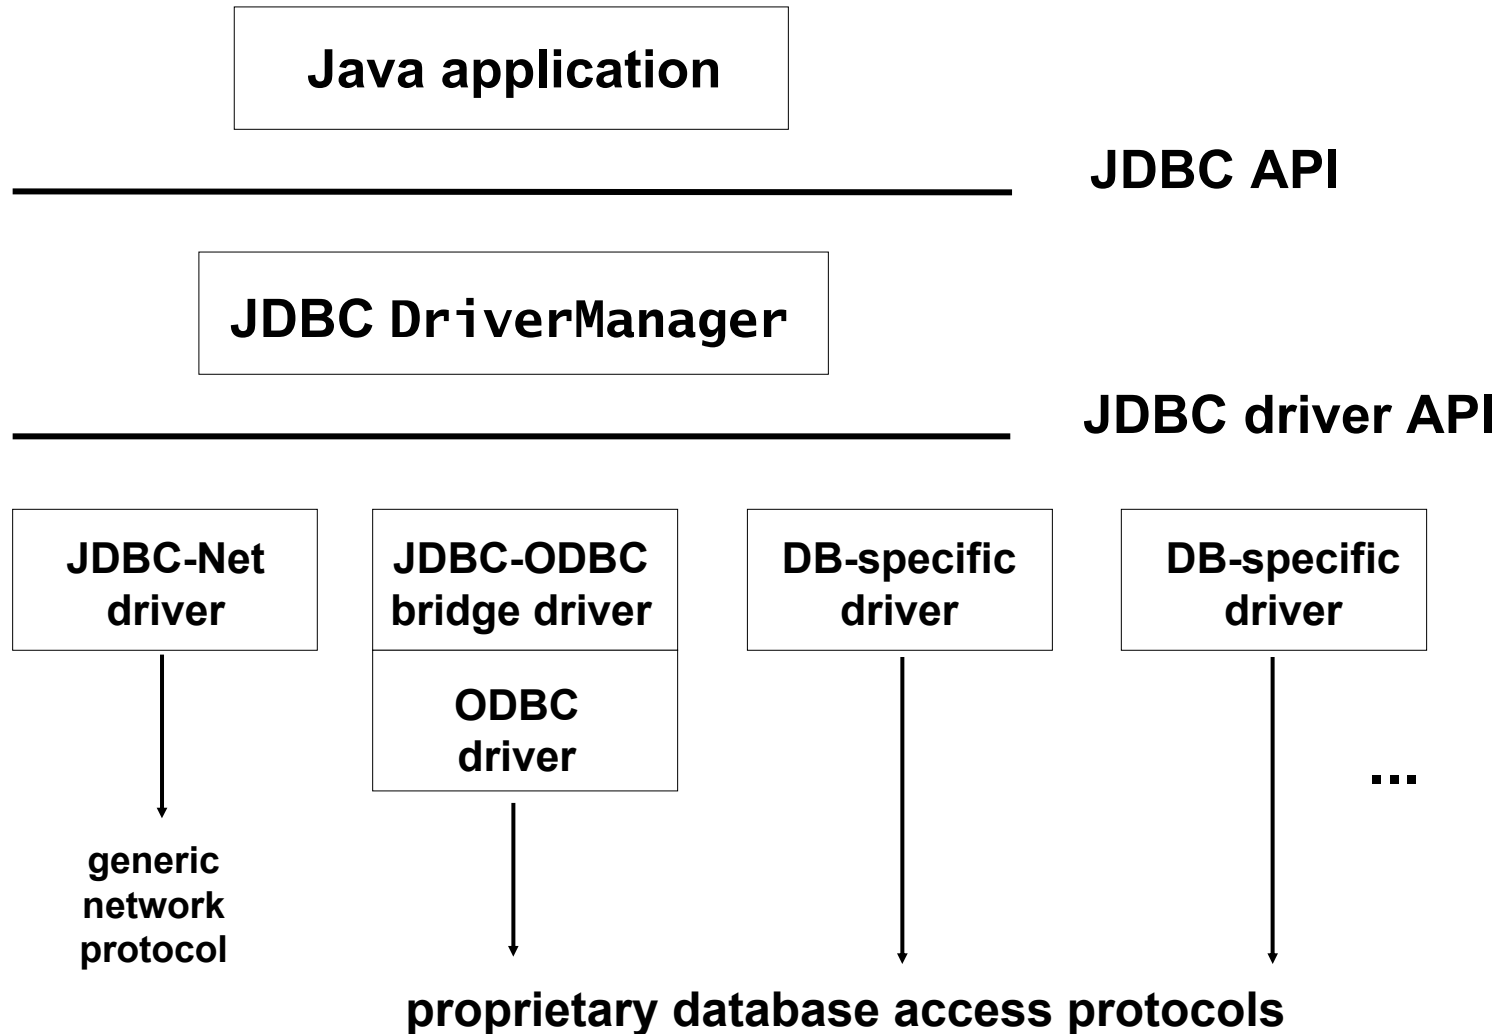 Java application
JDBC API
JDBC DriverManager
JDBC driver API
JDBC-Net
driver
JDBC-ODBC
bridge driver
ODBC
driver
DB-specific
driver
DB-specific
driver
...
generic
network
protocol
proprietary database access protocols